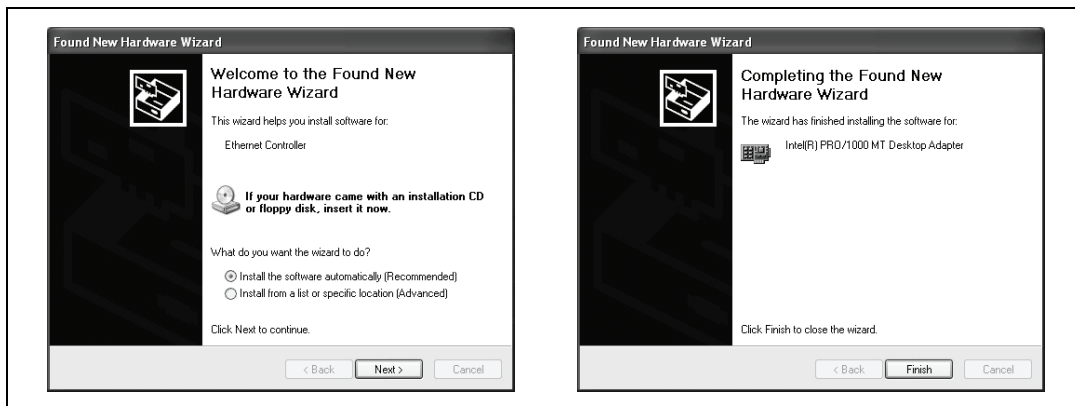 Found New Hardware Wizard
Welcome to the Found New
Hardware Wizard
This wizard helps you install software for:
Ethernet Controller
If your hardware came with an installation CD
or floppy disk, insert it now.
What do you want the wizard to do?
Install the software automatically (Recommended)
Install from a list or specific location (Advanced)
Click Next to continue.
< Back
Next >
Cancel
Found New Hardware Wizard
Completing the Found New
Hardware Wizard
The wizard has finished installing the software for:
Intel(R) PRO/1000 MT Desktop Adapter
Click Finish to close the wizard.
< Back
Finish
Cancel